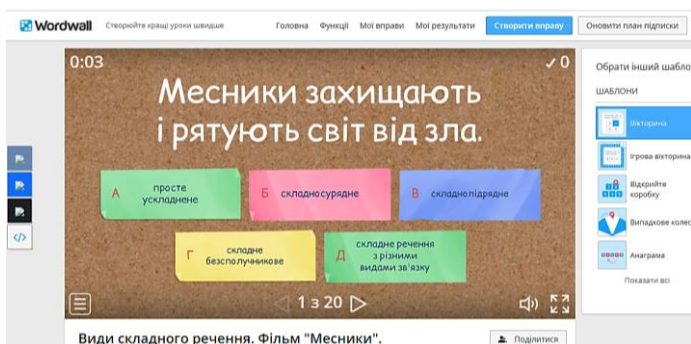 Wordwall Створюйте кращі уроки швидше Головна Функції Мої вправи Мої результати Створити вправу Оновити план підписки
0:03 ✓ 0
Месники захищають
і рятують світ від зла.
А просте
ускладнене
Б складносурядне
В складнопідрядне
Г складне
безсполучникове
Д складне речення
з різними
видами зв'язку
1 з 20
Види складного речення. Фільм "Месники".
Поділитися
Обрати інший шабло
ШАБЛОНИ
Вікторина
Ігрова вікторина
Відкрийте
коробку
Випадкове колес
Анаграма
Показати всі